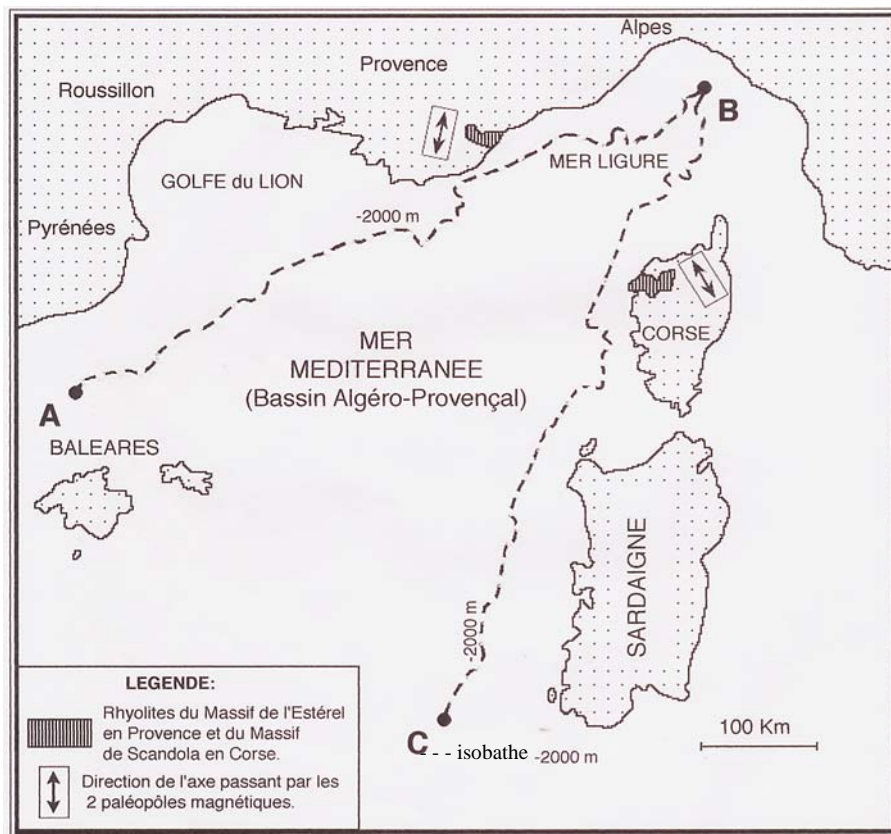 Alpes
Provence
Roussillon
B
MER LIGURE
GOLFE du LION
-2000 m
Pyrénées
CORSE
MER
MEDITERRANEE
(Bassin Algéro-Provençal)
A
BALEARES
SARDAIGNE
-2000 m
LEGENDE:
Rhyolites du Massif de l'Estérel
en Provence et du Massif
de Scandola en Corse.
Direction de l'axe passant par les
2 paléopôles magnétiques.
C
- - - isobathe -2000 m
100 Km